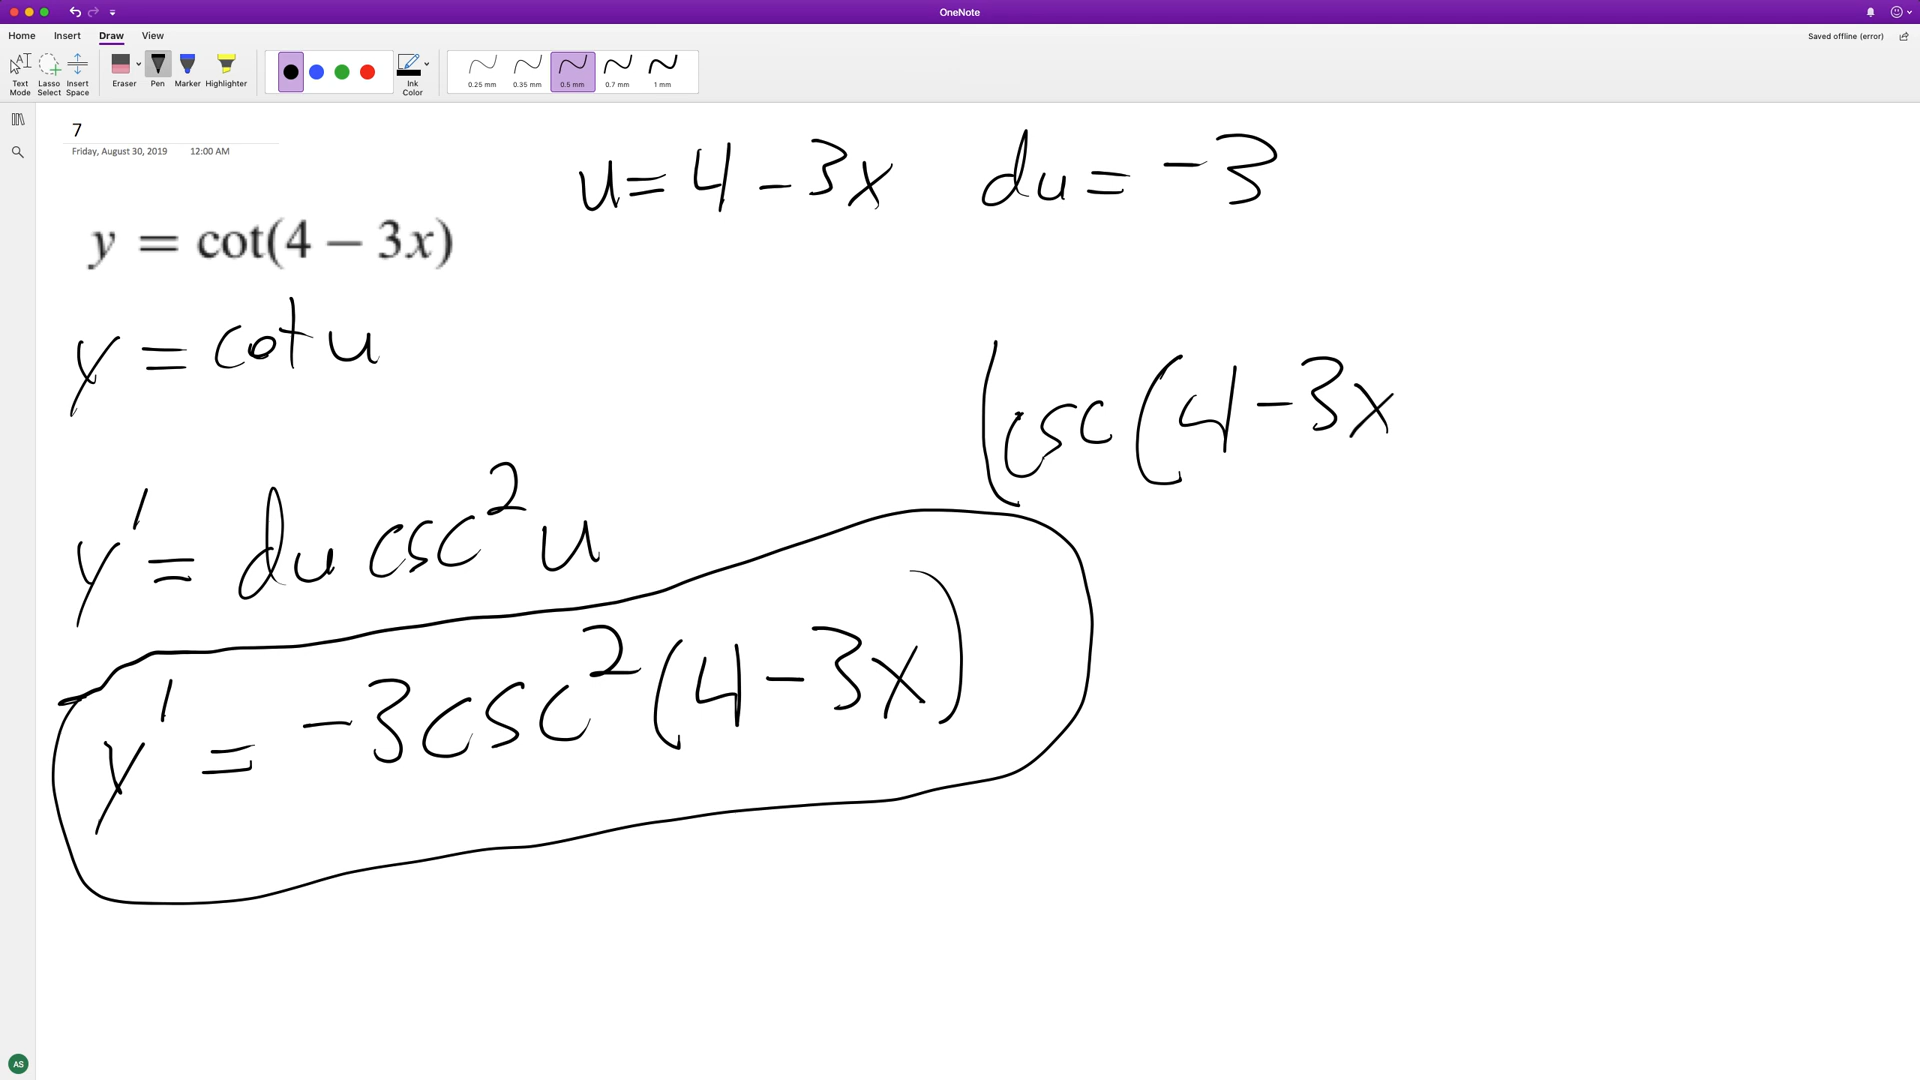 OneNote
Home Insert Draw View
Saved offline (error)
Text Mode
Lasso Select
Insert Space
Eraser
Pen
Marker
Highlighter
Ink Color
0.25 mm
0.35 mm
0.5 mm
0.7 mm
1 mm
7
Friday, August 30, 2019 12:00 AM
u = 4 - 3x du = -3
y = cot(4 − 3x)
y = cot u
(csc(4-3x
y' = du csc²u
y' = -3csc²(4-3x)
AS